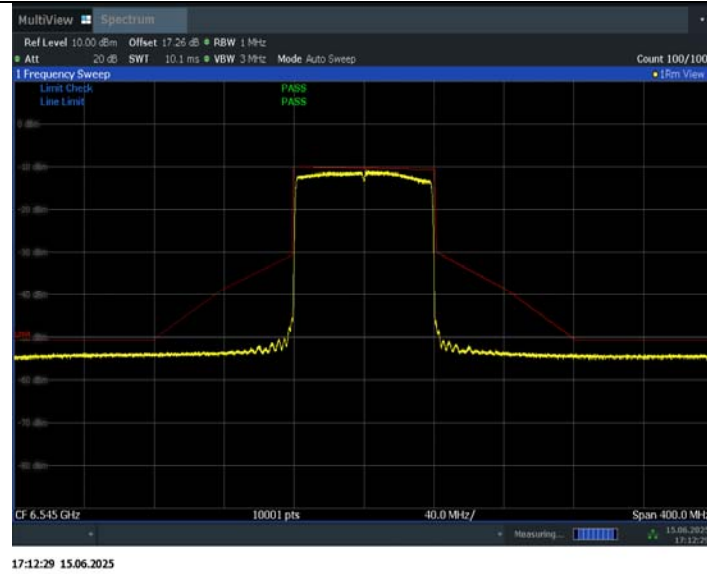 MultiView Spectrum
Ref Level 10.00 dBm Offset 17.26 dB RBW 1 MHz
Att 20 dB SWT 10.1 ms VBW 3 MHz Mode Auto Sweep Count 100/100
1 Frequency Sweep 1Rm View
Limit Check PASS
Line Limit PASS
0 dBm
-10 dBm
-20 dBm
-30 dBm
-40 dBm
-60 dBm
-70 dBm
-80 dBm
CF 6.545 GHz 10001 pts 40.0 MHz/ Span 400.0 MHz
Measuring... 15.06.2025
17:12:29
17:12:29 15.06.2025